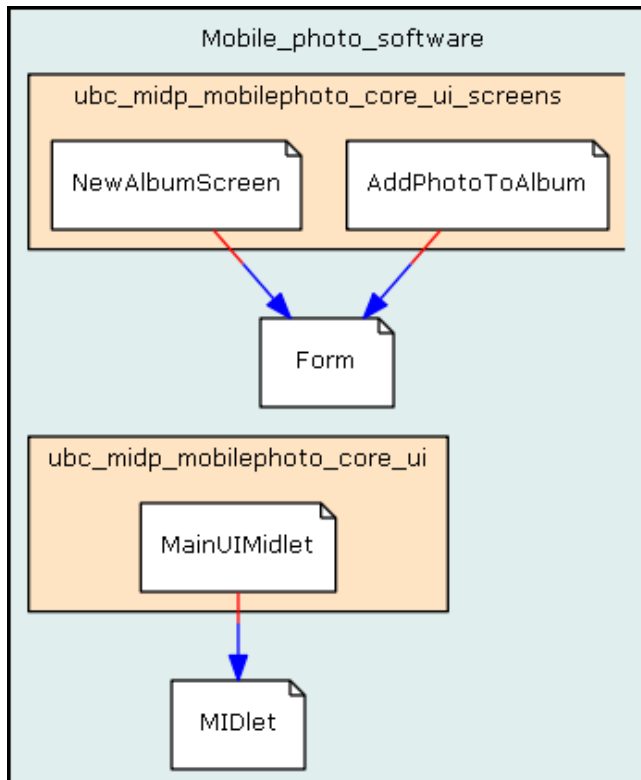 Mobile_photo_software
ubc_midp_mobilephoto_core_ui_screens
NewAlbumScreen
AddPhotoToAlbum
Form
ubc_midp_mobilephoto_core_ui
MainUIMidlet
MIDlet